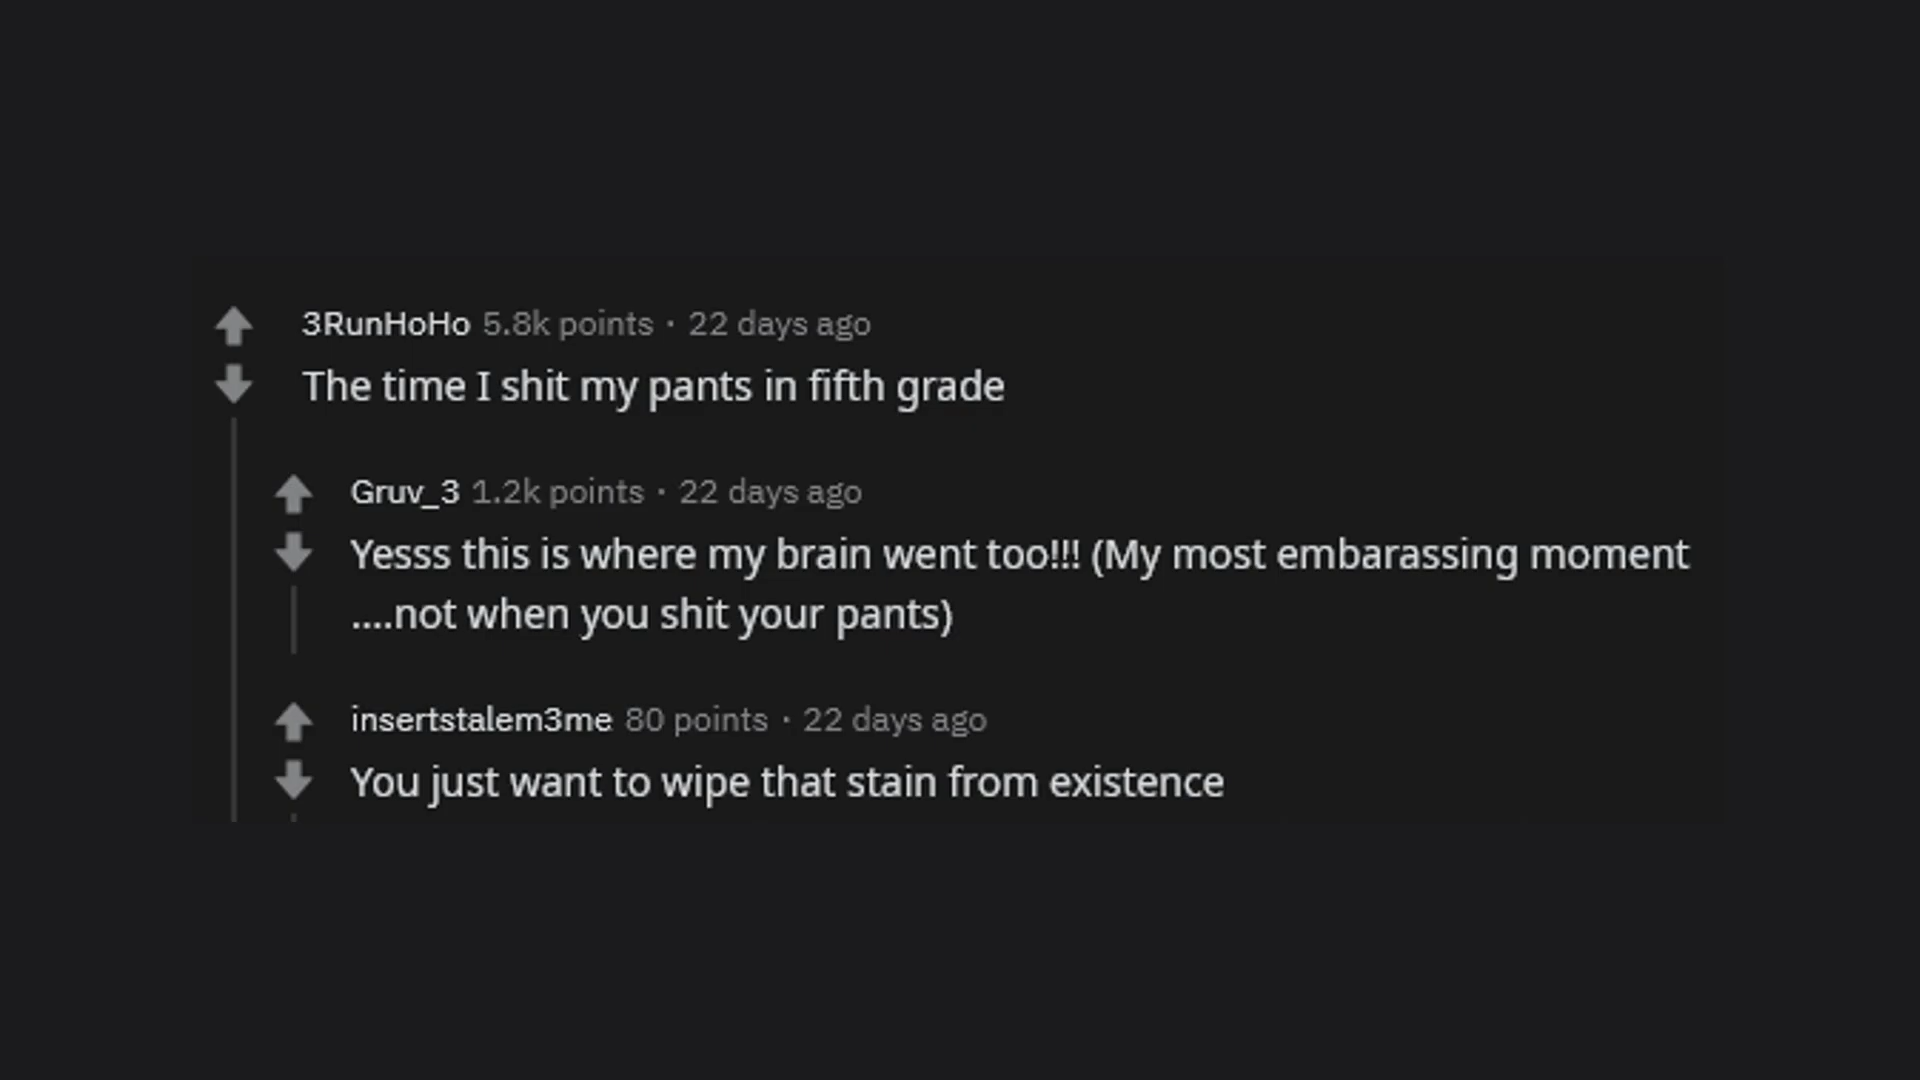 3RunHoHo 5.8k points · 22 days ago
The time I shit my pants in fifth grade
Gruv_3 1.2k points · 22 days ago
Yesss this is where my brain went too!!! (My most embarassing moment
....not when you shit your pants)
insertstalem3me 80 points · 22 days ago
You just want to wipe that stain from existence